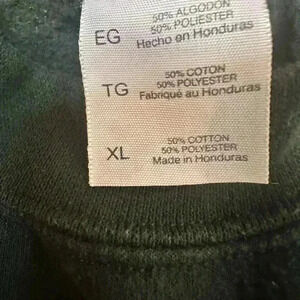 50% ALGODON
EG 50% POLIESTER
Hecho en Honduras
50% COTON
TG 50% POLYESTER
Fabriqué au Honduras
50% COTTON
XL 50% POLYESTER
Made in Honduras